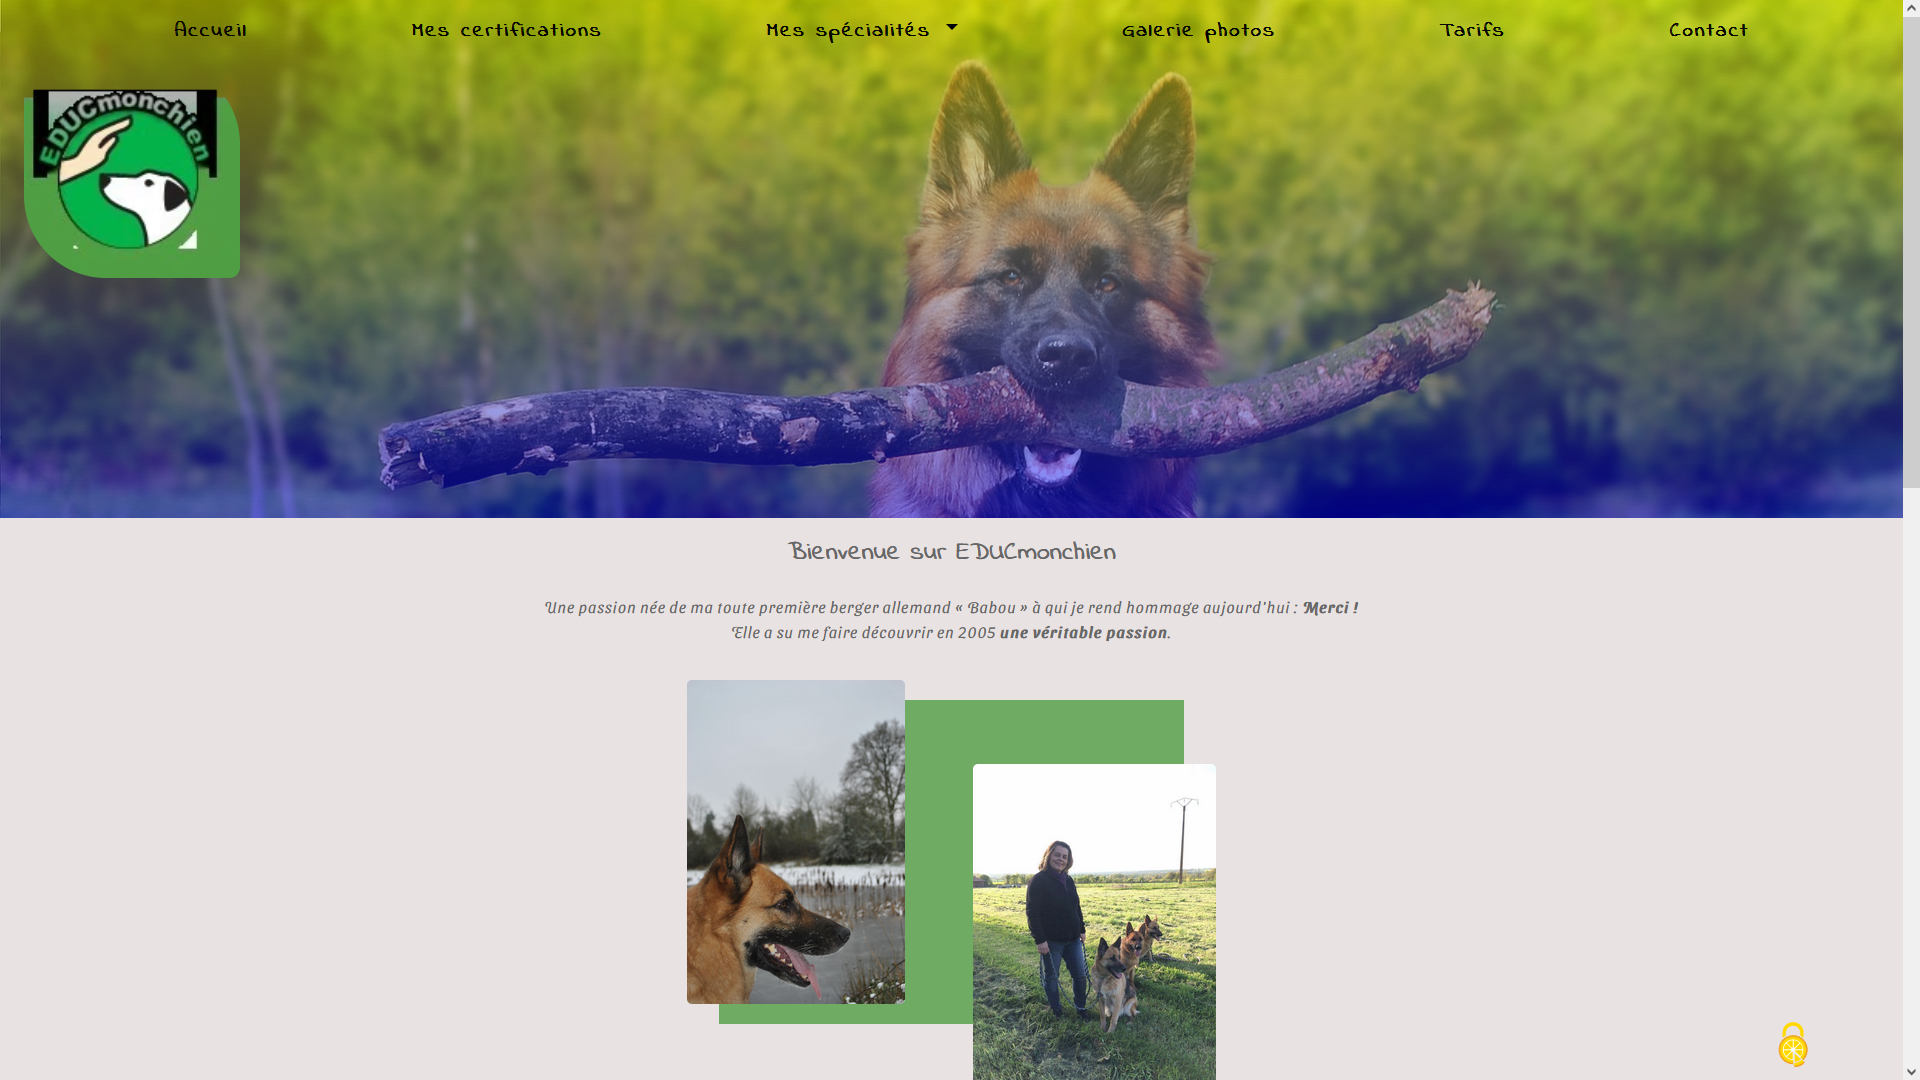 Accueil
Mes certifications
Mes spécialités
Galerie photos
Tarifs
Contact
EDUCmonchien
Bienvenue sur EDUCmonchien
Une passion née de ma toute première berger allemand « Babou » à qui je rend hommage aujourd'hui : Merci !
Elle a su me faire découvrir en 2005 une véritable passion.